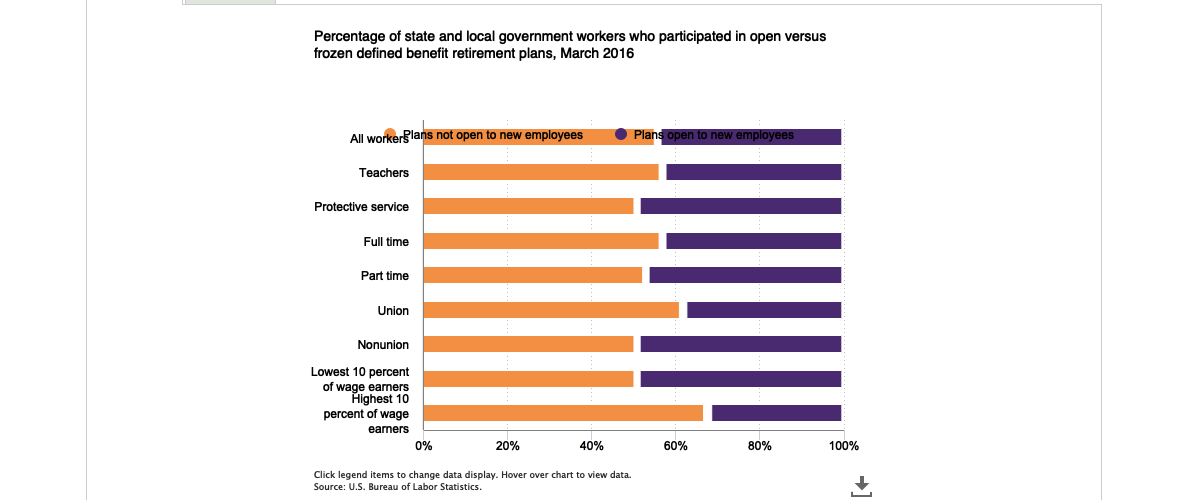 Percentage of state and local government workers who participated in open versus
frozen defined benefit retirement plans, March 2016
Plans not open to new employees
Plans open to new employees
All workers
Teachers
Protective service
Full time
Part time
Union
Nonunion
Lowest 10 percent
of wage earners
Highest 10
percent of wage
earners
0%
20%
40%
60%
80%
100%
Click legend items to change data display. Hover over chart to view data.
Source: U.S. Bureau of Labor Statistics.